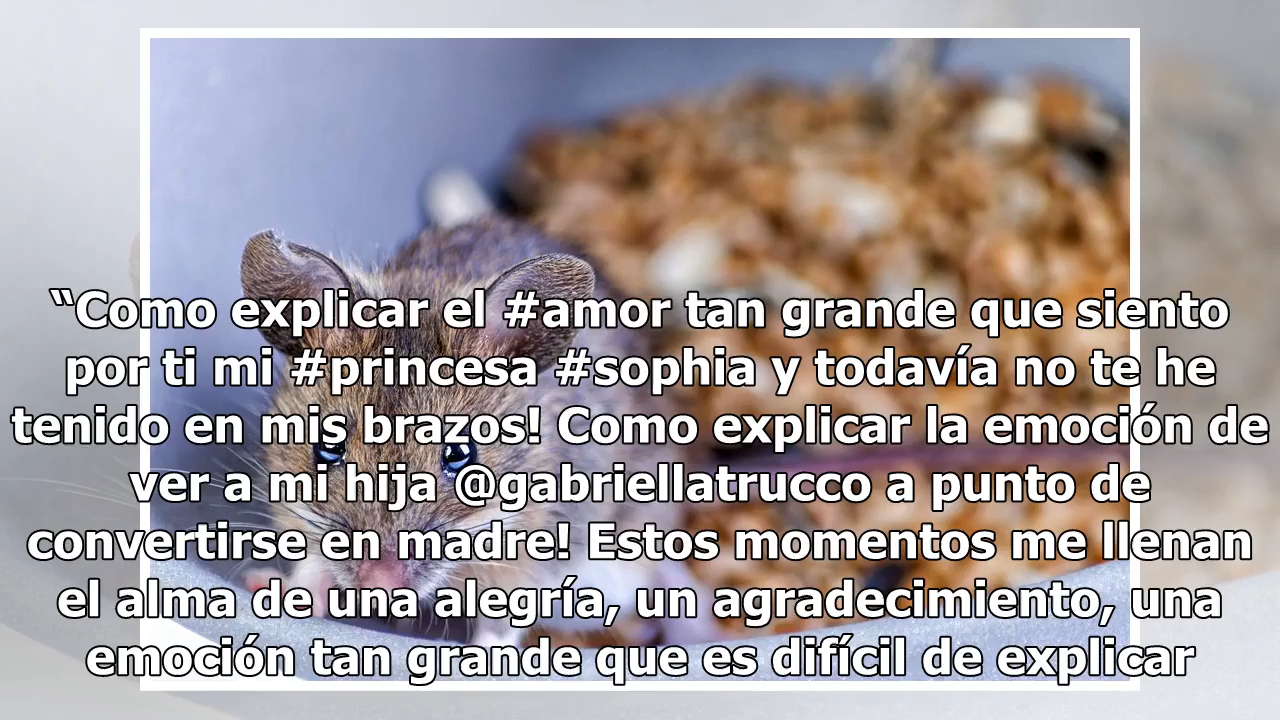 “Como explicar el #amor tan grande que siento
por ti mi #princesa #sophia y todavía no te he
tenido en mis brazos! Como explicar la emoción de
ver a mi hija @gabriellatrucco a punto de
convertirse en madre! Estos momentos me llenan
el alma de una alegría, un agradecimiento, una
emoción tan grande que es difícil de explicar